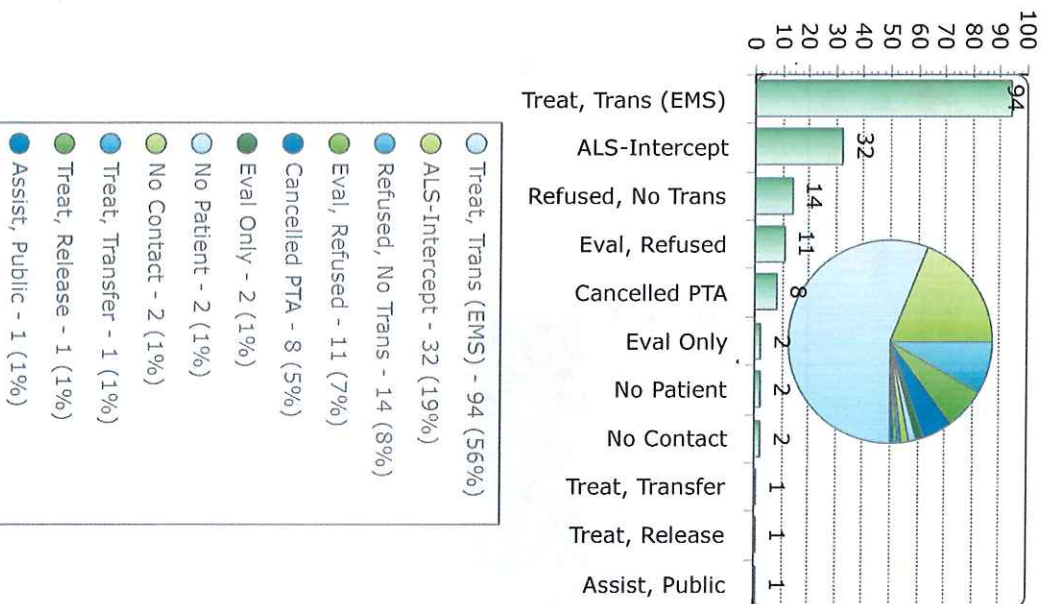 100
90
80
70
60
50
40
30
20
10
0
94
32
14
11
8
2
2
2
1
1
1
Treat, Trans (EMS)
ALS-Intercept
Refused, No Trans
Eval, Refused
Cancelled PTA
Eval Only
No Patient
No Contact
Treat, Transfer
Treat, Release
Assist, Public
Treat, Trans (EMS) - 94 (56%)
ALS-Intercept - 32 (19%)
Refused, No Trans - 14 (8%)
Eval, Refused - 11 (7%)
Cancelled PTA - 8 (5%)
Eval Only - 2 (1%)
No Patient - 2 (1%)
No Contact - 2 (1%)
Treat, Transfer - 1 (1%)
Treat, Release - 1 (1%)
Assist, Public - 1 (1%)